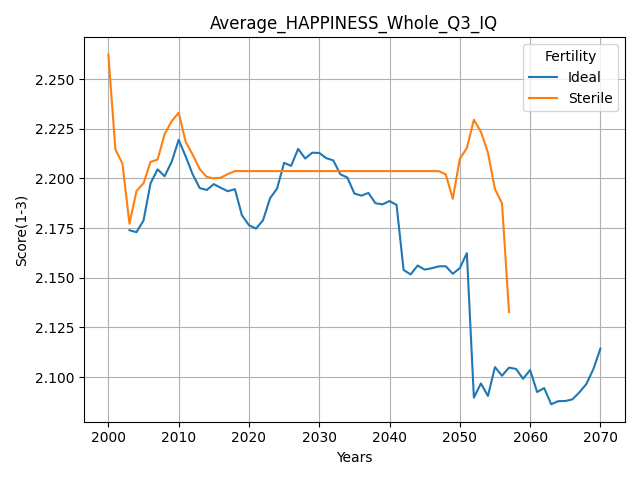 Average_HAPPINESS_Whole_Q3_IQ
Fertility
Ideal
Sterile
Score(1-3)
2.250
2.225
2.200
2.175
2.150
2.125
2.100
2000 2010 2020 2030 2040 2050 2060 2070
Years